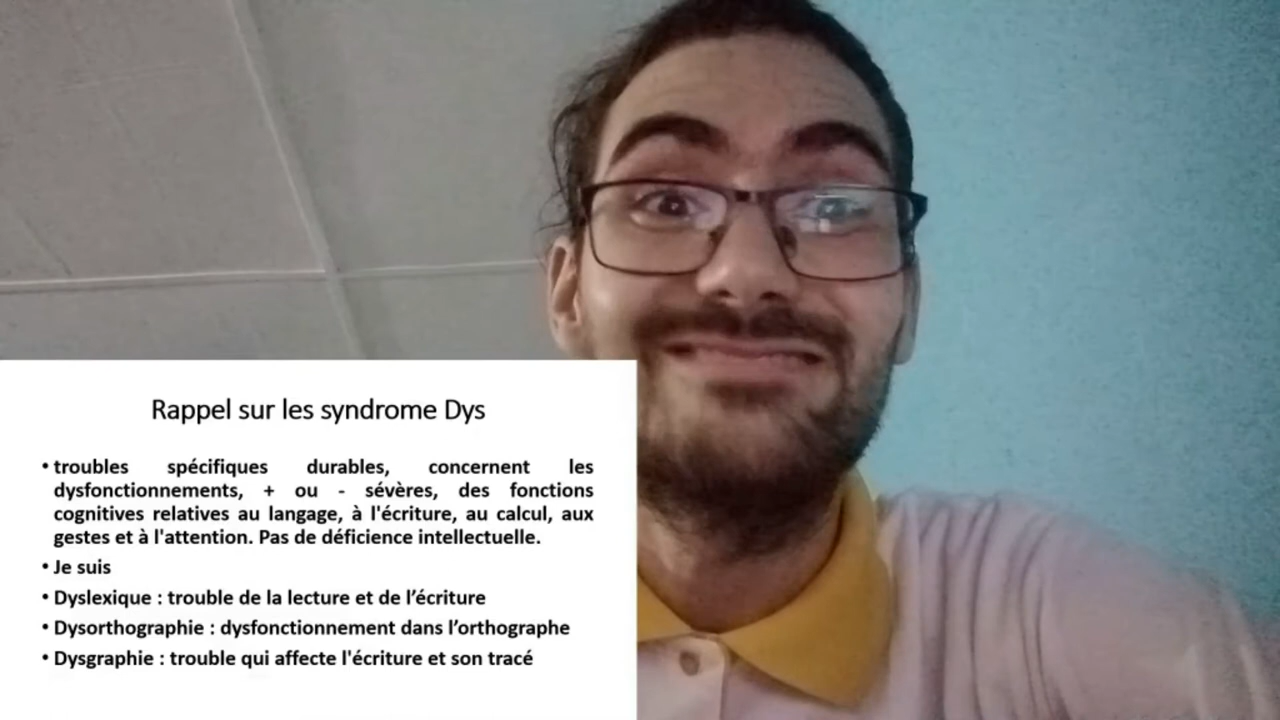 Rappel sur les syndrome Dys
• troubles spécifiques durables, concernent les
dysfonctionnements, + ou - sévères, des fonctions
cognitives relatives au langage, à l'écriture, au calcul, aux
gestes et à l'attention. Pas de déficience intellectuelle.
• Je suis
• Dyslexique : trouble de la lecture et de l’écriture
• Dysorthographie : dysfonctionnement dans l’orthographe
• Dysgraphie : trouble qui affecte l'écriture et son tracé